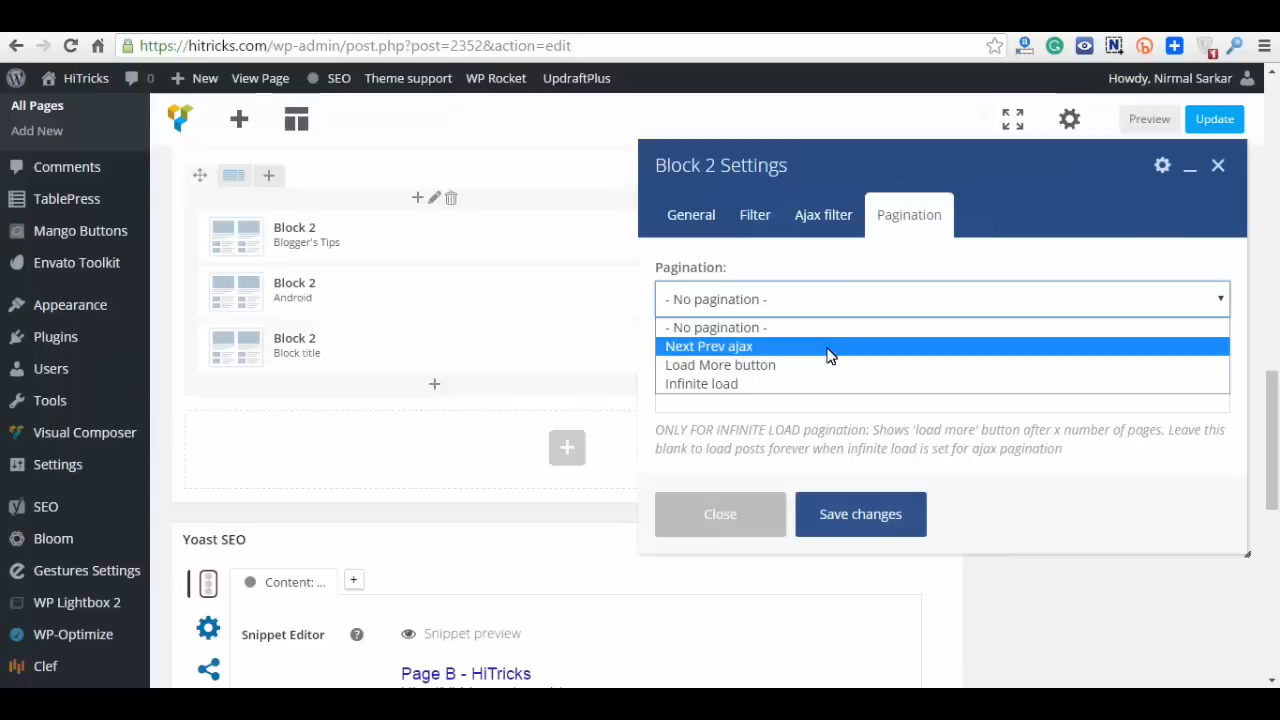 https://hitricks.com/wp-admin/post.php?post=2352&action=edit
HiTricks 0 New View Page SEO Theme support WP Rocket UpdraftPlus Howdy, Nirmal Sarkar
All Pages
Add New
Comments
TablePress
Mango Buttons
Envato Toolkit
Appearance
Plugins
Users
Tools
Visual Composer
Settings
SEO
Bloom
Gestures Settings
WP Lightbox 2
WP-Optimize
Clef
Preview Update
Block 2
Blogger's Tips
Block 2
Android
Block 2
Block title
Block 2 Settings
General Filter Ajax filter Pagination
Pagination:
- No pagination -
- No pagination -
Next Prev ajax
Load More button
Infinite load
ONLY FOR INFINITE LOAD pagination: Shows 'load more' button after x number of pages. Leave this
blank to load posts forever when infinite load is set for ajax pagination
Close Save changes
Yoast SEO
Content: ... +
Snippet Editor ? Snippet preview
Page B - HiTricks